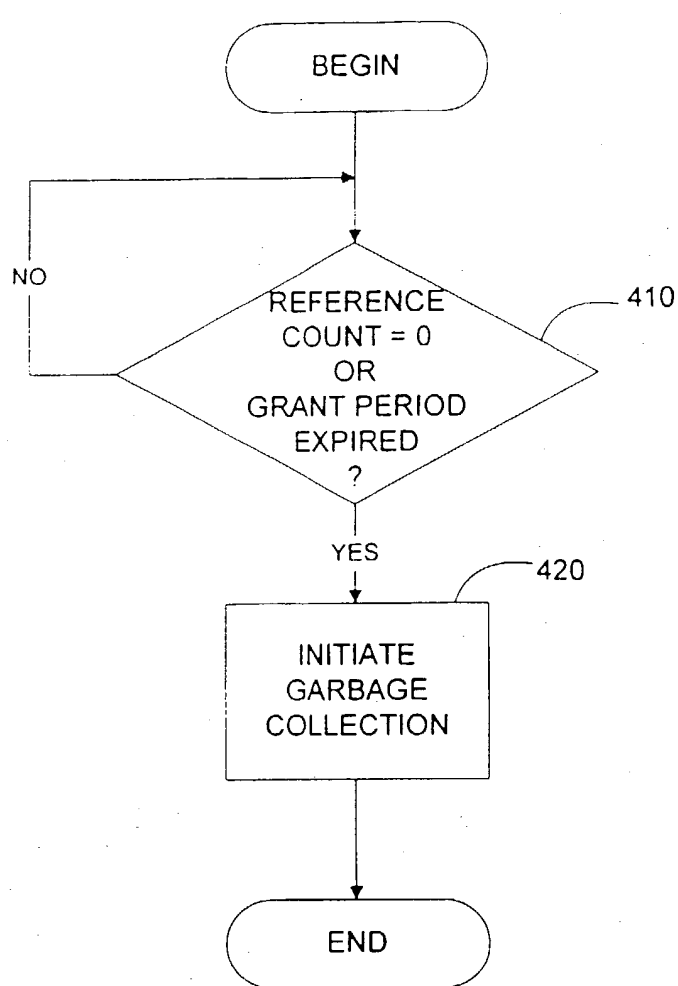 BEGIN
NO
REFERENCE
COUNT = 0
OR
GRANT PERIOD
EXPIRED
?
410
YES
420
INITIATE
GARBAGE
COLLECTION
END